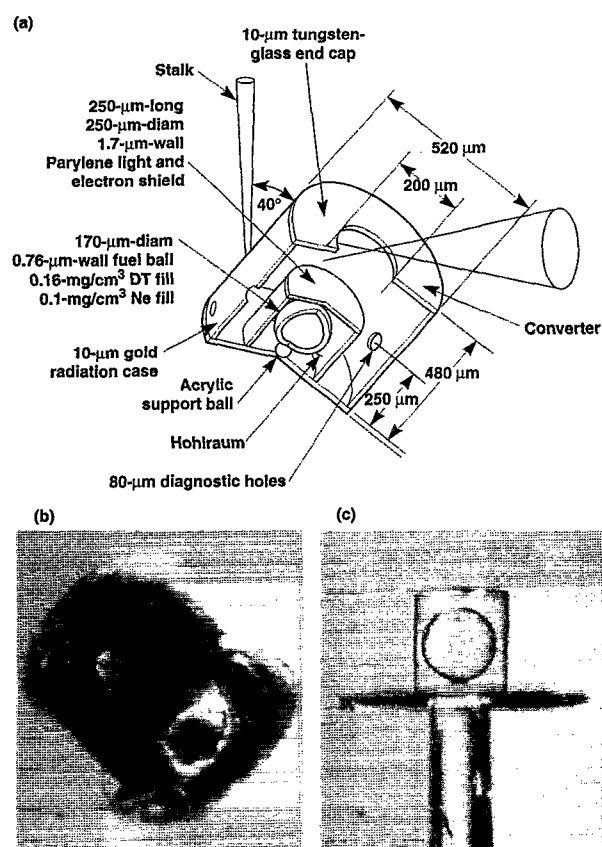 (a)
10-μm tungsten-
glass end cap
Stalk
250-μm-long
250-μm-diam
1.7-μm-wall
Parylene light and
electron shield
520 μm
200 μm
40°
170-μm-diam
0.76-μm-wall fuel ball
0.16-mg/cm³ DT fill
0.1-mg/cm³ Ne fill
Converter
10-μm gold
radiation case
480 μm
Acrylic
support ball
250 μm
Hohlraum
80-μm diagnostic holes
(b)
(c)